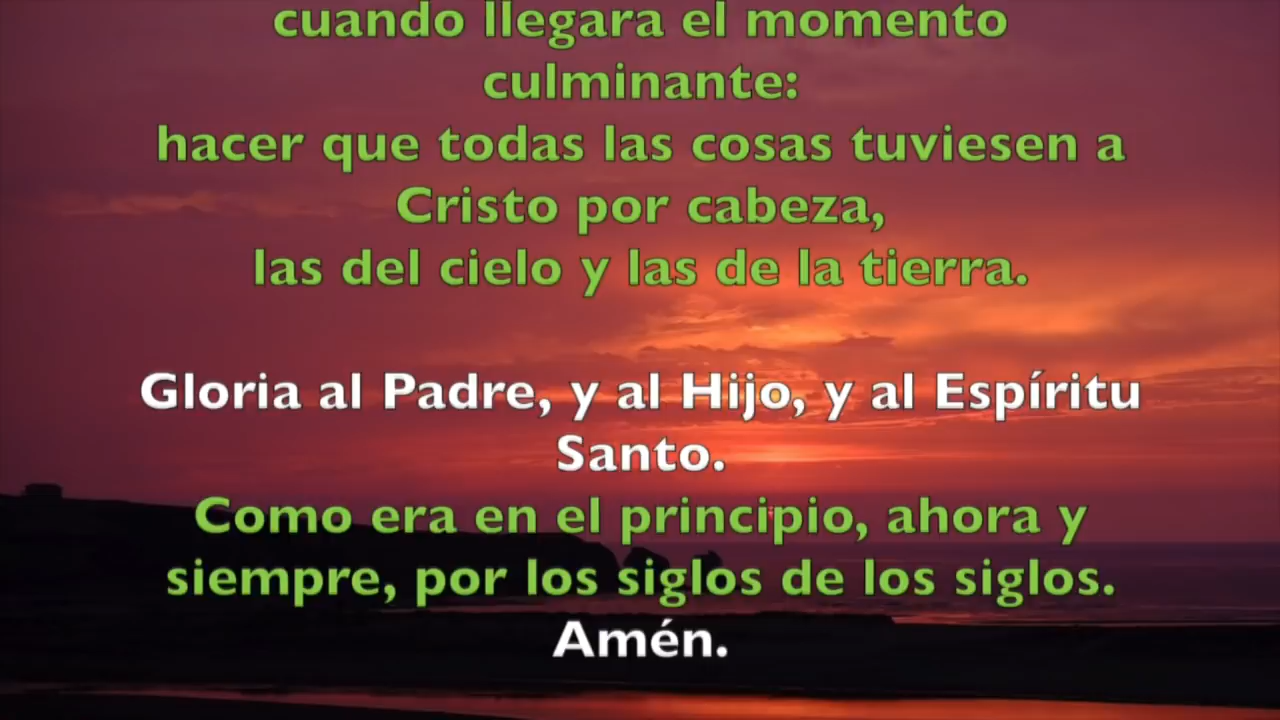 cuando llegara el momento
culminante:
hacer que todas las cosas tuviesen a
Cristo por cabeza,
las del cielo y las de la tierra.
Gloria al Padre, y al Hijo, y al Espíritu
Santo.
Como era en el principio, ahora y
siempre, por los siglos de los siglos.
Amén.